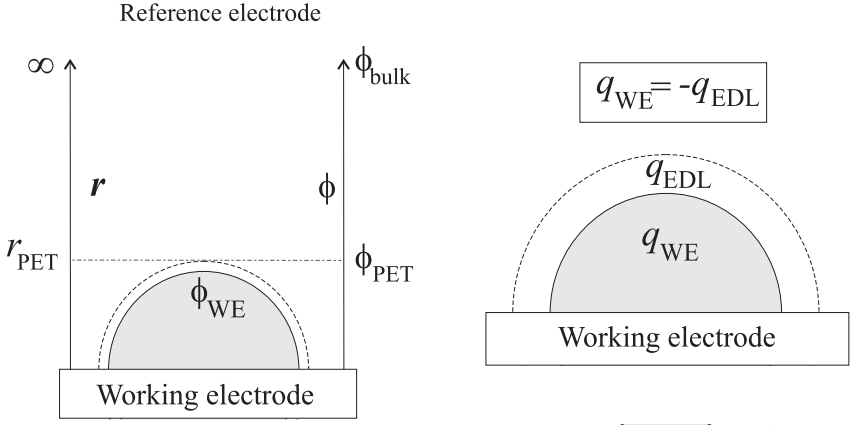 Reference electrode
∞
ϕbulk
r
ϕ
rPET
ϕPET
ϕWE
Working electrode
qWE= -qEDL
qEDL
qWE
Working electrode